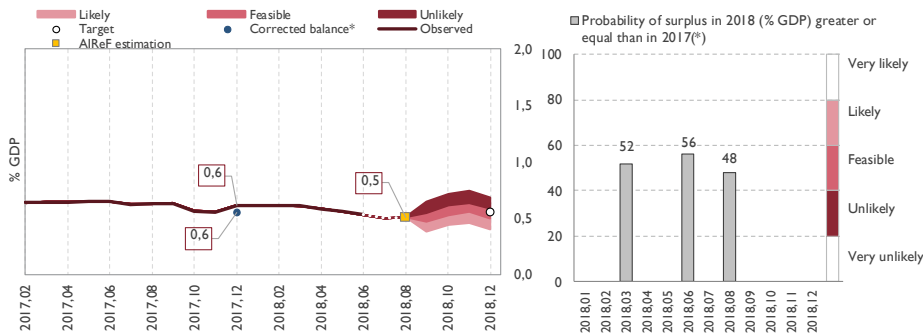 Likely
Feasible
Unlikely
Target
Corrected balance*
Observed
AIReF estimation
% GDP
2,0
1,5
1,0
0,5
0,0
0,6
0,6
0,5
2017,02
2017,04
2017,06
2017,08
2017,10
2017,12
2018,02
2018,04
2018,06
2018,08
2018,10
2018,12
Probability of surplus in 2018 (% GDP) greater or
equal than in 2017(*)
100
80
60
40
20
0
52
56
48
Very likely
Likely
Feasible
Unlikely
Very unlikely
2018.01
2018.02
2018.03
2018.04
2018.05
2018.06
2018.07
2018.08
2018.09
2018.10
2018.11
2018.12